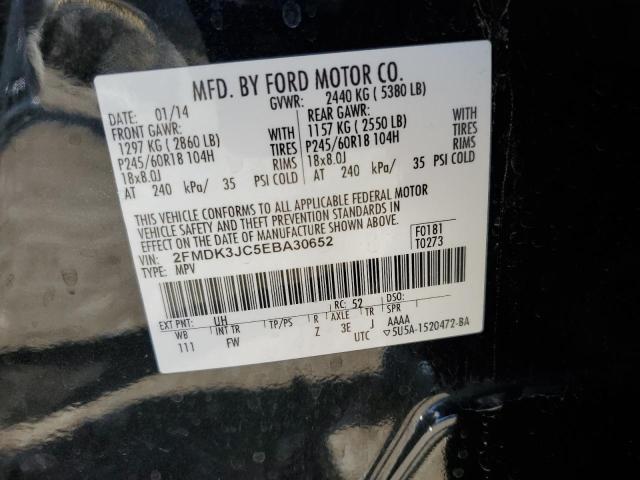 MFD. BY FORD MOTOR CO.
DATE: 01/14 GVWR: 2440 KG ( 5380 LB)
FRONT GAWR: REAR GAWR:
1297 KG ( 2860 LB) WITH 1157 KG ( 2550 LB) WITH
P245/60R18 104H TIRES P245/60R18 104H TIRES
18x8.0J RIMS 18x8.0J RIMS
AT 240 kPa/ 35 PSI COLD AT 240 kPa/ 35 PSI COLD
THIS VEHICLE CONFORMS TO ALL APPLICABLE FEDERAL MOTOR
VEHICLE SAFETY AND THEFT PREVENTION STANDARDS IN
EFFECT ON THE DATE OF MANUFACTURE SHOWN ABOVE.
VIN: 2FMDK3JC5EBA30652 F0181
TYPE: MPV T0273
EXT PNT: UH RC: 52 DSO:
WB INT TR TP/PS R AXLE TR SPR AAAA
111 FW Z 3E J UTC ▽5U5A-1520472-BA